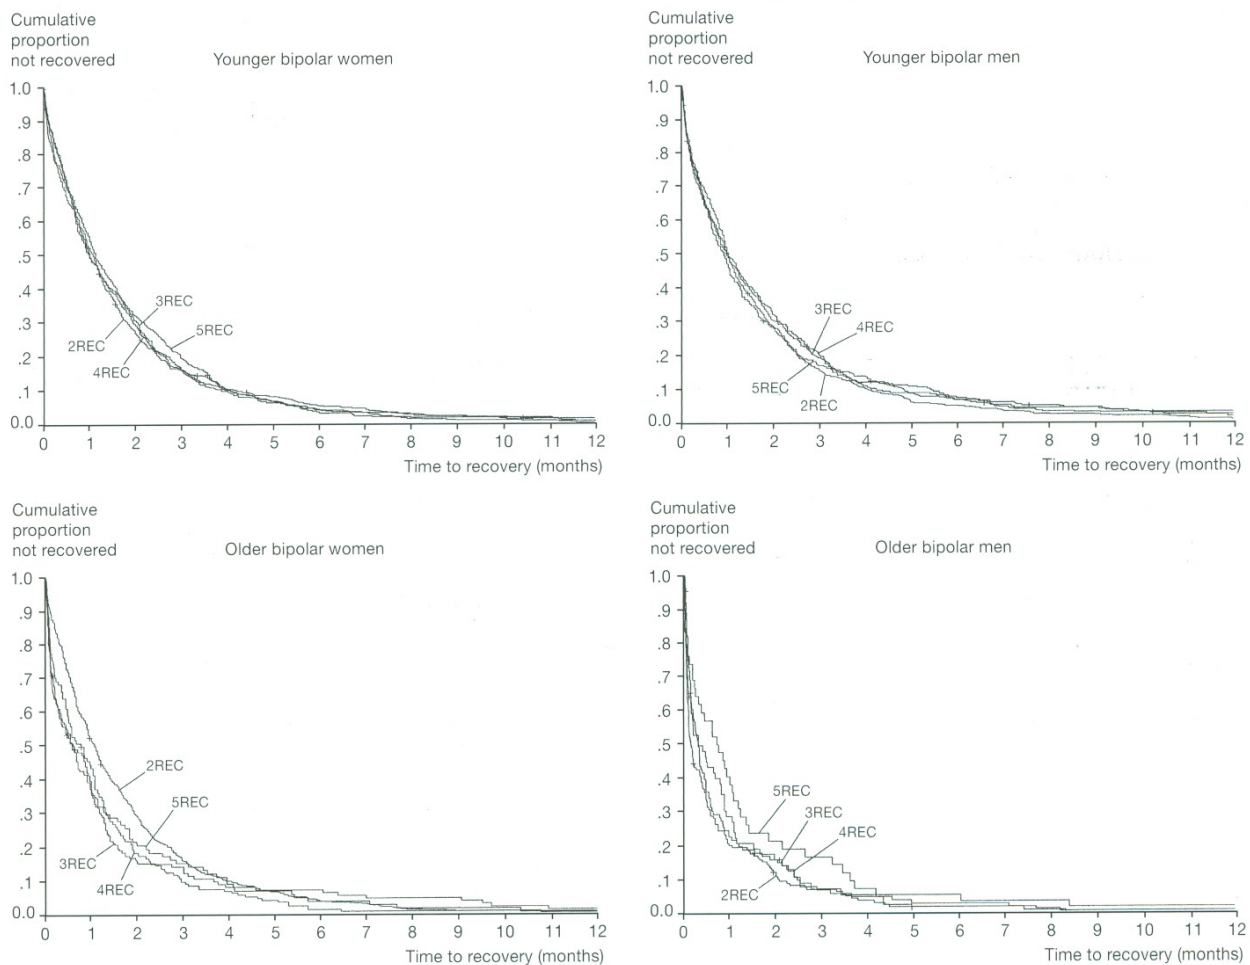 Cumulative
proportion
not recovered
Younger bipolar women
1.0
.9
.8
.7
.6
.5
.4
.3
.2
.1
0.0
3REC
5REC
2REC
4REC
0 1 2 3 4 5 6 7 8 9 10 11 12
Time to recovery (months)
Cumulative
proportion
not recovered
Younger bipolar men
1.0
.9
.8
.7
.6
.5
.4
.3
.2
.1
0.0
3REC
4REC
5REC
2REC
0 1 2 3 4 5 6 7 8 9 10 11 12
Time to recovery (months)
Cumulative
proportion
not recovered
Older bipolar women
1.0
.9
.8
.7
.6
.5
.4
.3
.2
.1
0.0
2REC
5REC
3REC
4REC
0 1 2 3 4 5 6 7 8 9 10 11 12
Time to recovery (months)
Cumulative
proportion
not recovered
Older bipolar men
1.0
.9
.8
.7
.6
.5
.4
.3
.2
.1
0.0
5REC
3REC
4REC
2REC
0 1 2 3 4 5 6 7 8 9 10 11 12
Time to recovery (months)